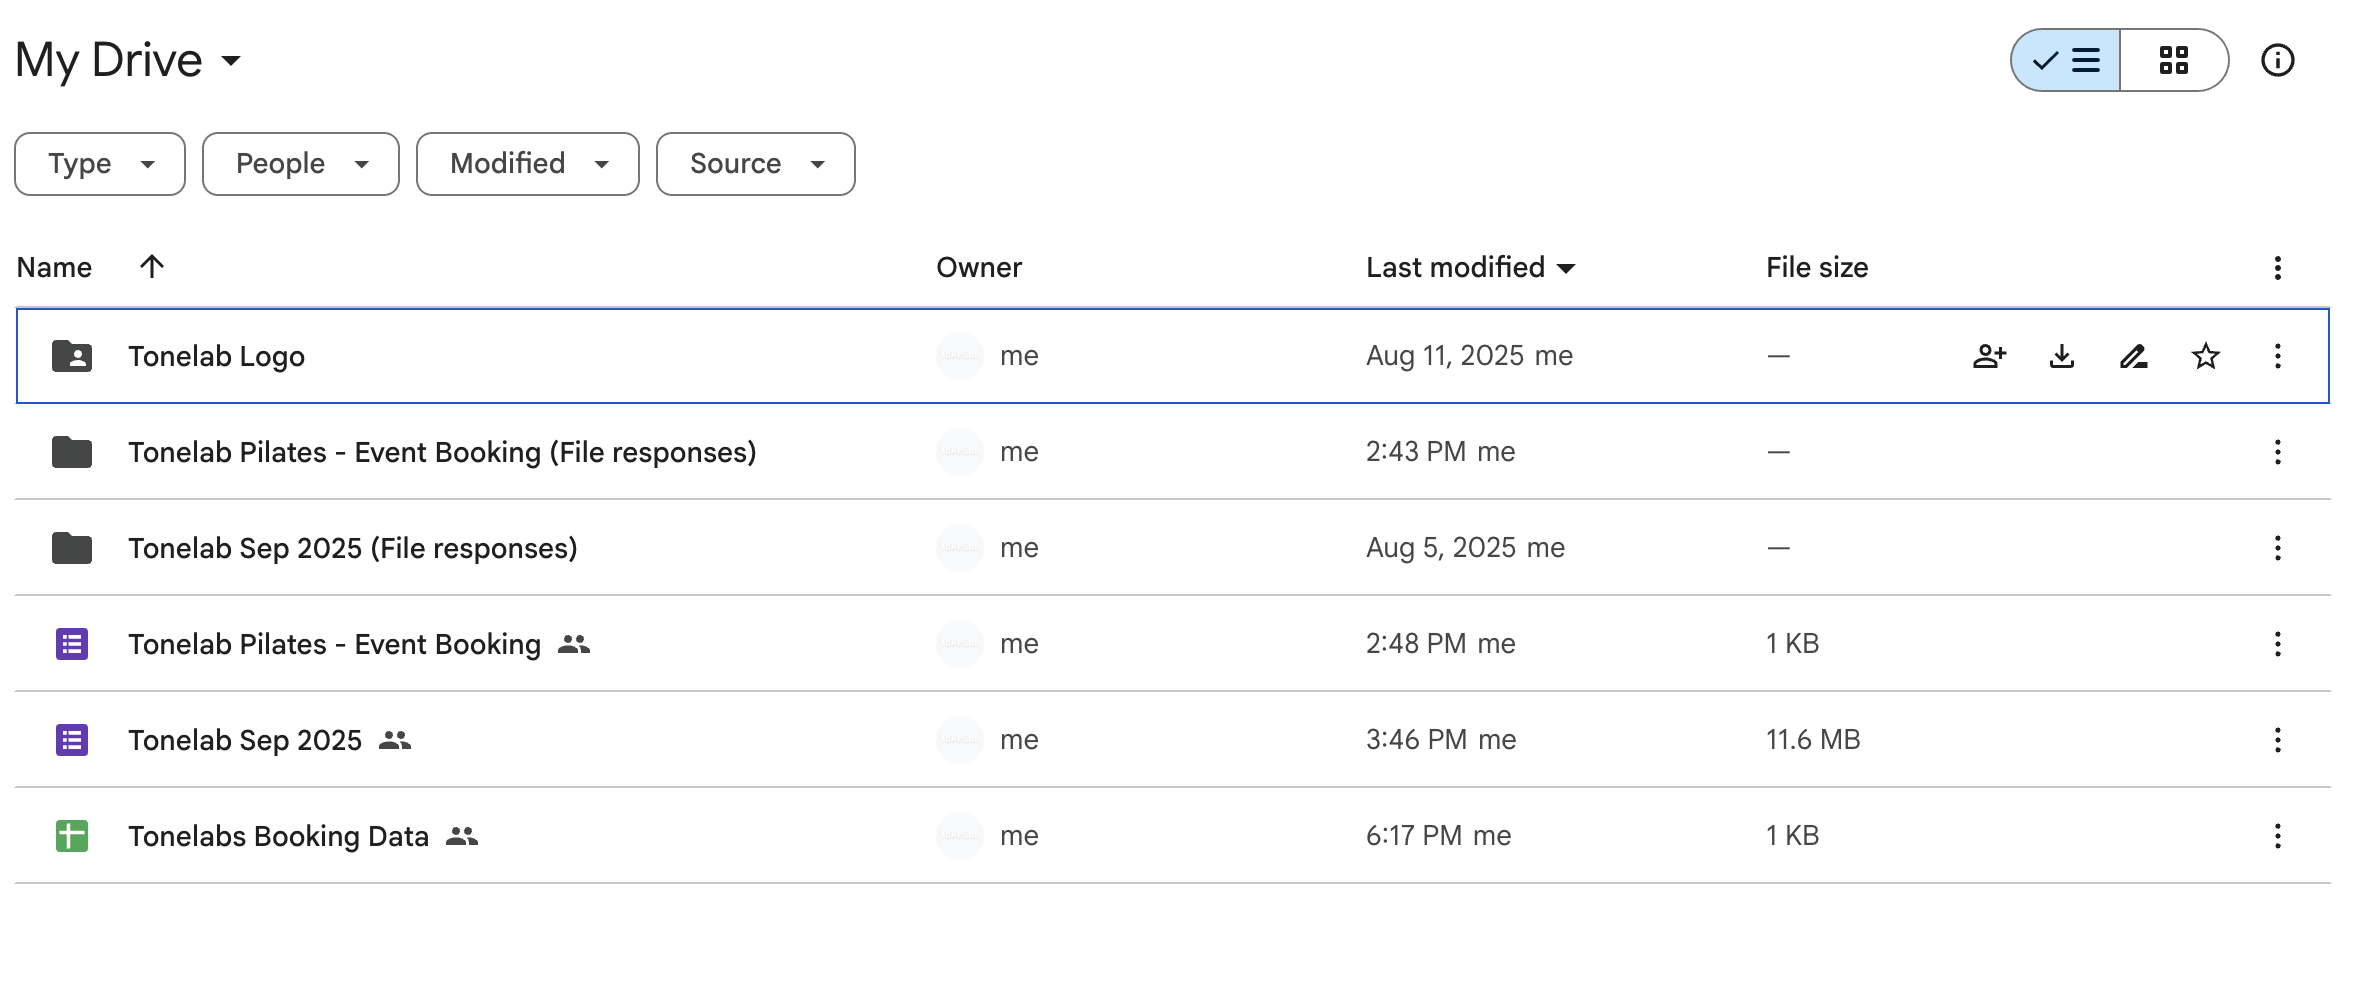 My Drive
Type People Modified Source
Name Owner Last modified File size
Tonelab Logo me Aug 11, 2025 me —
Tonelab Pilates - Event Booking (File responses) me 2:43 PM me —
Tonelab Sep 2025 (File responses) me Aug 5, 2025 me —
Tonelab Pilates - Event Booking me 2:48 PM me 1 KB
Tonelab Sep 2025 me 3:46 PM me 11.6 MB
Tonelabs Booking Data me 6:17 PM me 1 KB